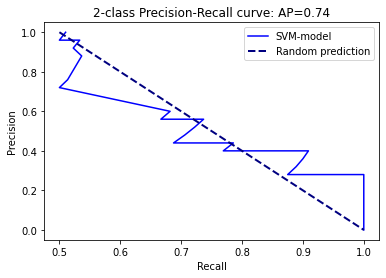 2-class Precision-Recall curve: AP=0.74
SVM-model
Random prediction
Precision
1.0
0.8
0.6
0.4
0.2
0.0
0.5 0.6 0.7 0.8 0.9 1.0
Recall